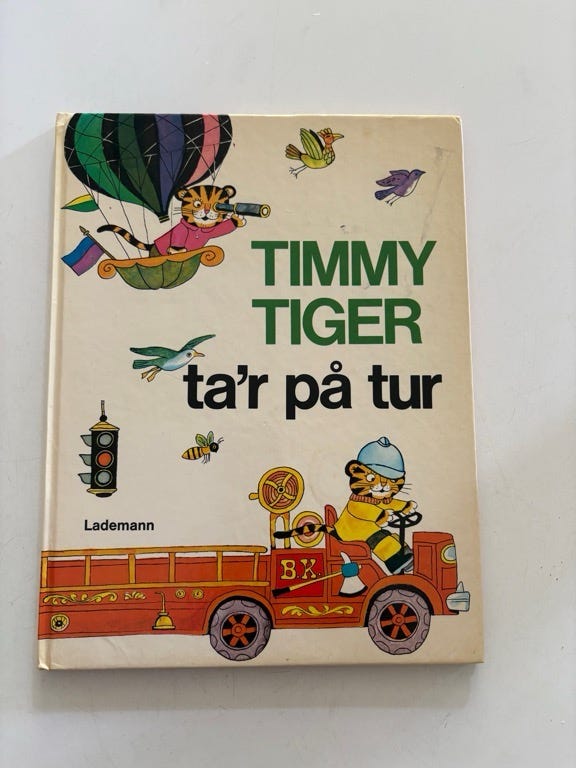 TIMMY
TIGER
ta'r på tur
Lademann
B.K.